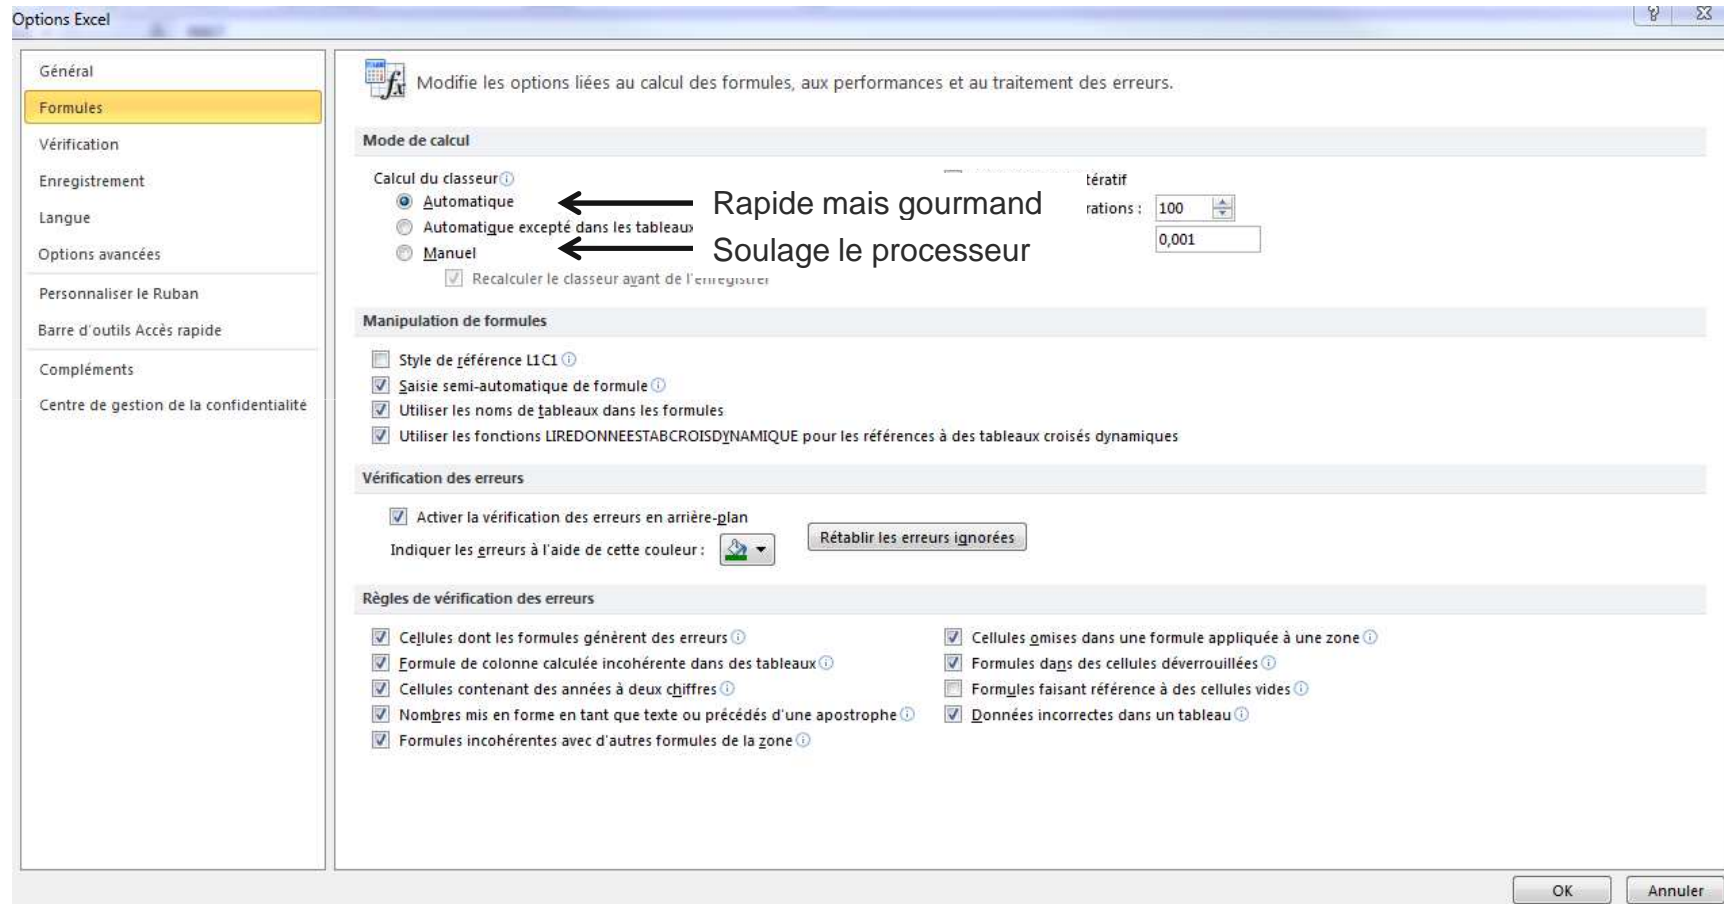 Options Excel
Général
Formules
Vérification
Enregistrement
Langue
Options avancées
Personnaliser le Ruban
Barre d'outils Accès rapide
Compléments
Centre de gestion de la confidentialité
Modifie les options liées au calcul des formules, aux performances et au traitement des erreurs.
Mode de calcul
Calcul du classeur
Automatique
Rapide mais gourmand
Automatique excepté dans les tableaux
Manuel
Soulage le processeur
Recalculer le classeur avant de l'enregistrer
tératif
rations : 100
0,001
Manipulation de formules
Style de référence L1C1
Saisie semi-automatique de formule
Utiliser les noms de tableaux dans les formules
Utiliser les fonctions LIREDONNEESTABCROISDYNAMIQUE pour les références à des tableaux croisés dynamiques
Vérification des erreurs
Activer la vérification des erreurs en arrière-plan
Indiquer les erreurs à l'aide de cette couleur :
Rétablir les erreurs ignorées
Règles de vérification des erreurs
Cellules dont les formules génèrent des erreurs
Formule de colonne calculée incohérente dans des tableaux
Cellules contenant des années à deux chiffres
Nombres mis en forme en tant que texte ou précédés d'une apostrophe
Formules incohérentes avec d'autres formules de la zone
Cellules omises dans une formule appliquée à une zone
Formules dans des cellules déverrouillées
Formules faisant référence à des cellules vides
Données incorrectes dans un tableau
OK
Annuler